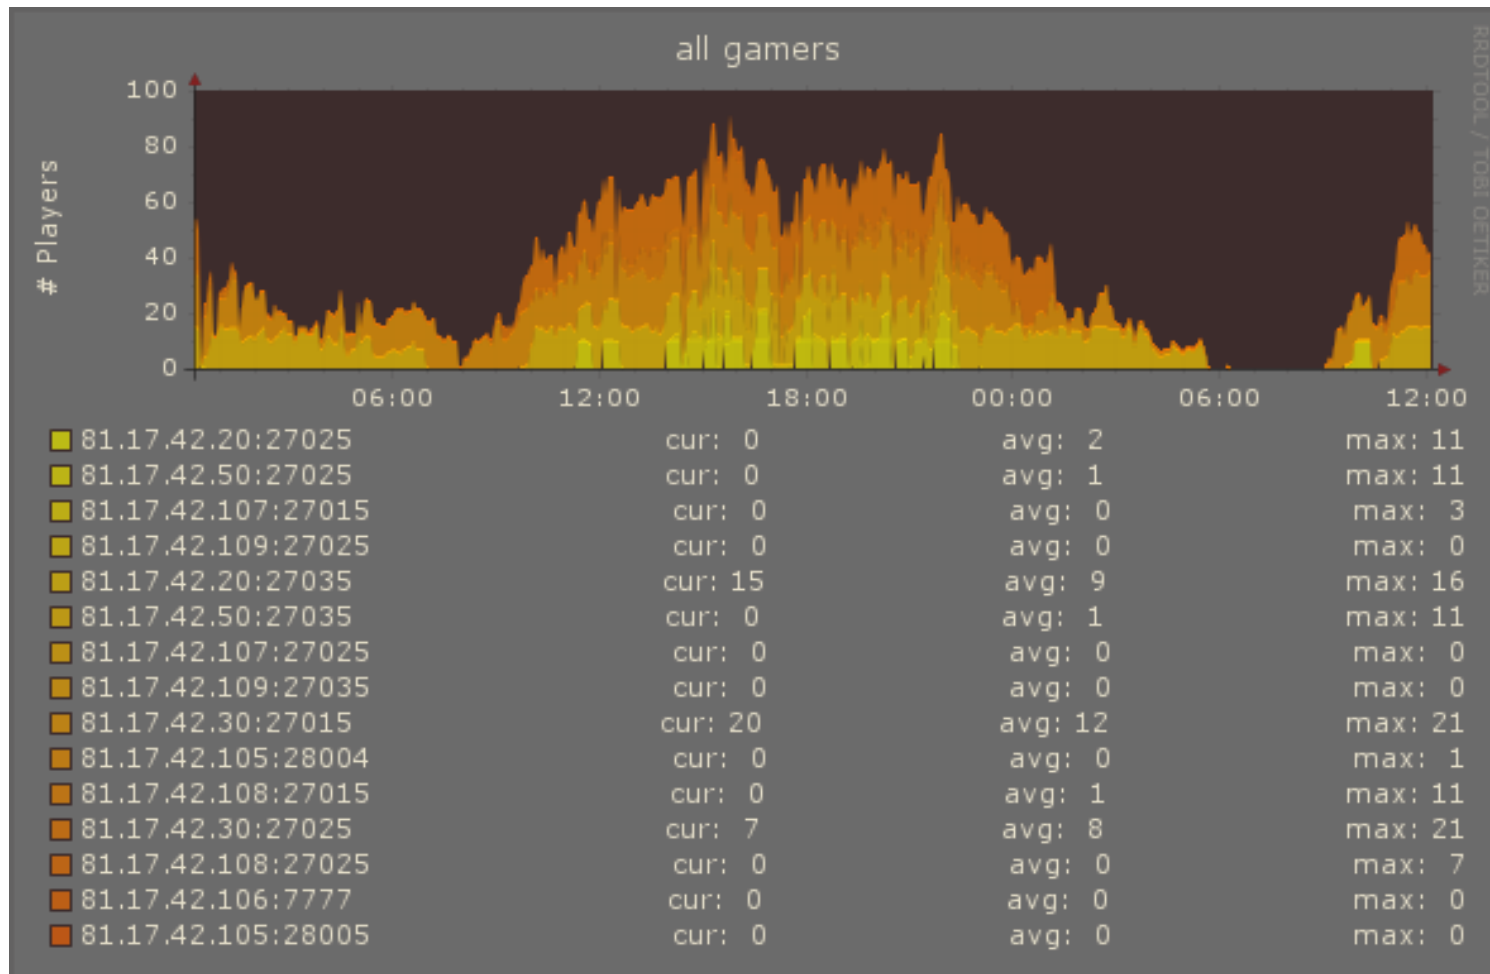 all gamers
RRDTOOL / TOBI OETIKER
# Players
100
80
60
40
20
0
06:00 12:00 18:00 00:00 06:00 12:00
81.17.42.20:27025 cur: 0 avg: 2 max: 11
81.17.42.50:27025 cur: 0 avg: 1 max: 11
81.17.42.107:27015 cur: 0 avg: 0 max: 3
81.17.42.109:27025 cur: 0 avg: 0 max: 0
81.17.42.20:27035 cur: 15 avg: 9 max: 16
81.17.42.50:27035 cur: 0 avg: 1 max: 11
81.17.42.107:27025 cur: 0 avg: 0 max: 0
81.17.42.109:27035 cur: 0 avg: 0 max: 0
81.17.42.30:27015 cur: 20 avg: 12 max: 21
81.17.42.105:28004 cur: 0 avg: 0 max: 1
81.17.42.108:27015 cur: 0 avg: 1 max: 11
81.17.42.30:27025 cur: 7 avg: 8 max: 21
81.17.42.108:27025 cur: 0 avg: 0 max: 7
81.17.42.106:7777 cur: 0 avg: 0 max: 0
81.17.42.105:28005 cur: 0 avg: 0 max: 0